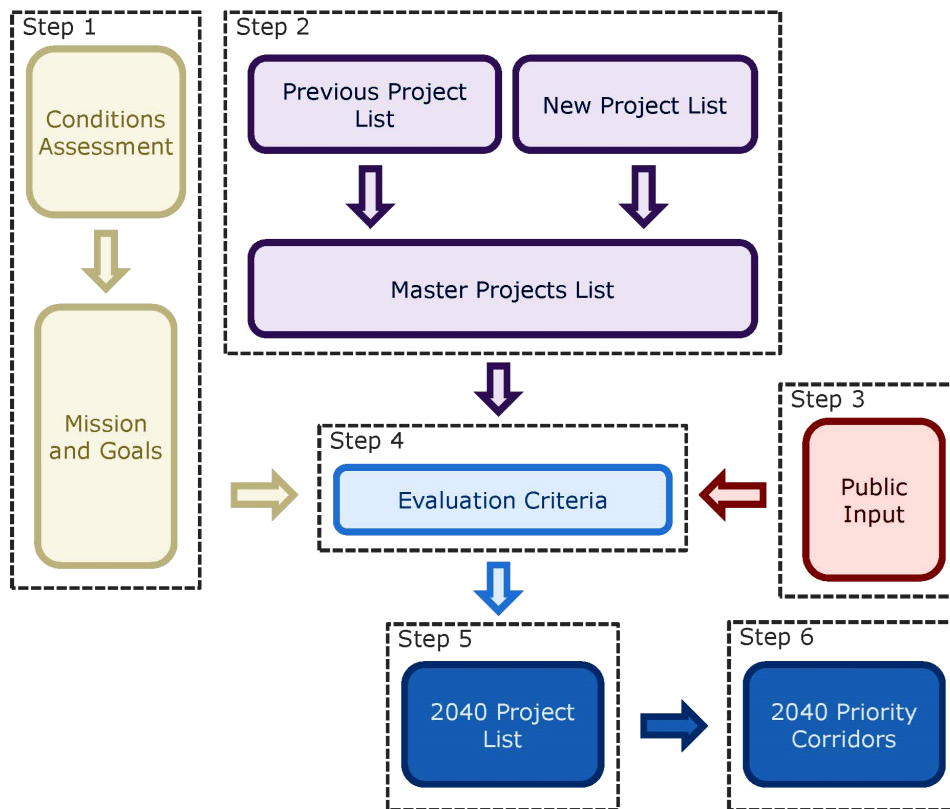 Step 1
Conditions
Assessment
Mission
and Goals
Step 2
Previous Project
List
New Project List
Master Projects List
Step 3
Public
Input
Step 4
Evaluation Criteria
Step 5
2040 Project
List
Step 6
2040 Priority
Corridors